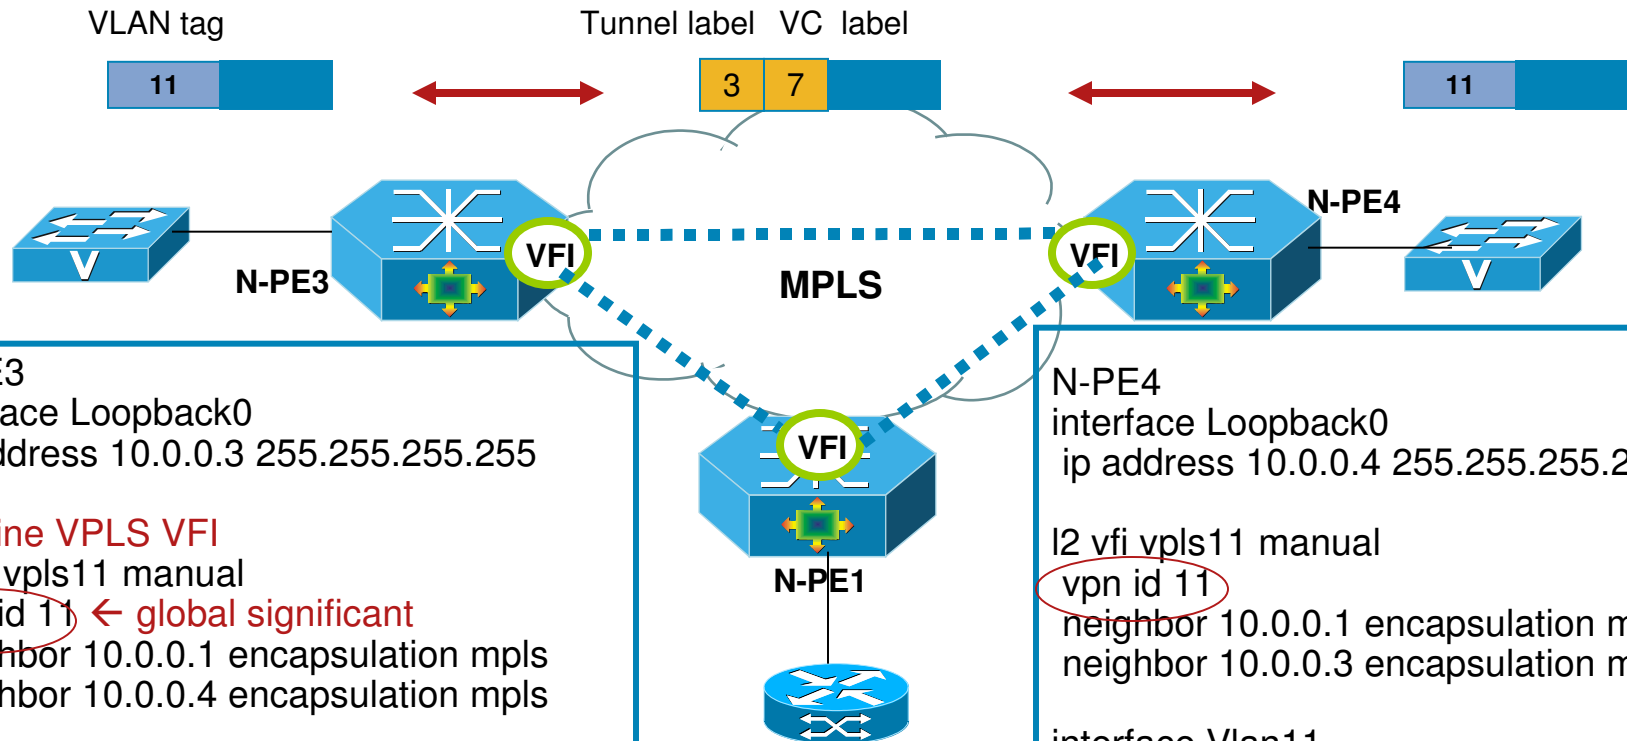 VLAN tag
Tunnel label VC label
11
3 7
11
N-PE4
VFI
VFI
N-PE3
MPLS
V
V
E3
ace Loopback0
ddress 10.0.0.3 255.255.255.255
ine VPLS VFI
vpls11 manual
id 11 ← global significant
hbor 10.0.0.1 encapsulation mpls
hbor 10.0.0.4 encapsulation mpls
VFI
N-PE1
N-PE4
interface Loopback0
ip address 10.0.0.4 255.255.255.2
l2 vfi vpls11 manual
vpn id 11
neighbor 10.0.0.1 encapsulation m
neighbor 10.0.0.3 encapsulation m
interface Vlan11